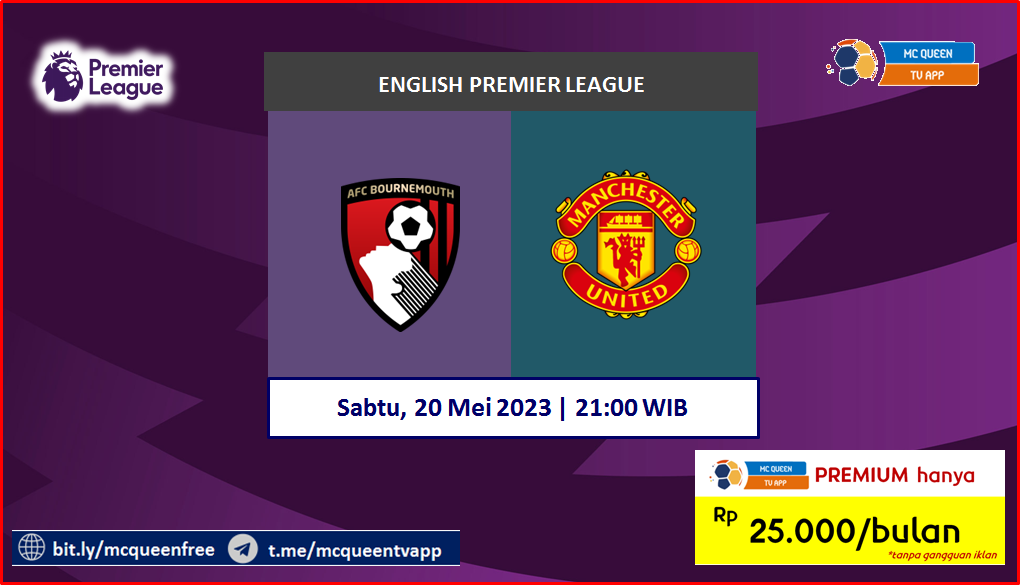 Premier
League
MC QUEEN
TV APP
ENGLISH PREMIER LEAGUE
AFC BOURNEMOUTH
MANCHESTER
UNITED
Sabtu, 20 Mei 2023 | 21:00 WIB
MC QUEEN
TV APP
PREMIUM hanya
Rp 25.000/bulan
*tanpa gangguan iklan
bit.ly/mcqueenfree t.me/mcqueentvapp